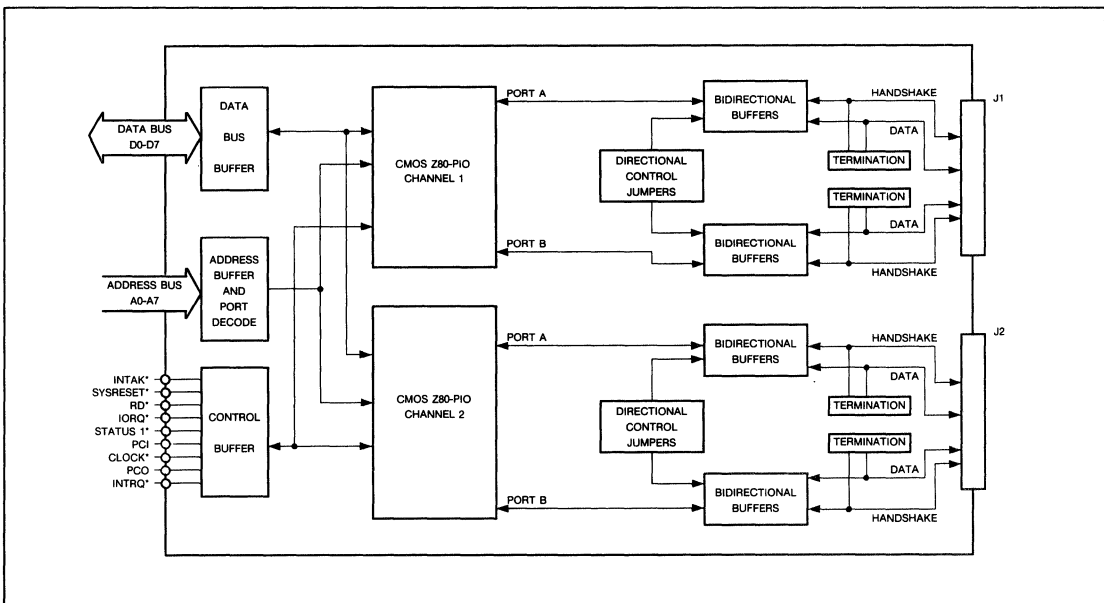 DATA
BUS
BUFFER
DATA BUS
D0-D7
ADDRESS
BUFFER
AND
PORT
DECODE
ADDRESS BUS
A0-A7
INTAK*
SYSRESET*
RD*
IORQ*
STATUS 1*
PCI
CLOCK*
PCO
INTRQ*
CONTROL
BUFFER
CMOS Z80-PIO
CHANNEL 1
PORT A
PORT B
DIRECTIONAL
CONTROL
JUMPERS
BIDIRECTIONAL
BUFFERS
BIDIRECTIONAL
BUFFERS
HANDSHAKE
DATA
TERMINATION
TERMINATION
DATA
HANDSHAKE
J1
CMOS Z80-PIO
CHANNEL 2
PORT A
PORT B
DIRECTIONAL
CONTROL
JUMPERS
BIDIRECTIONAL
BUFFERS
BIDIRECTIONAL
BUFFERS
HANDSHAKE
DATA
TERMINATION
TERMINATION
DATA
HANDSHAKE
J2